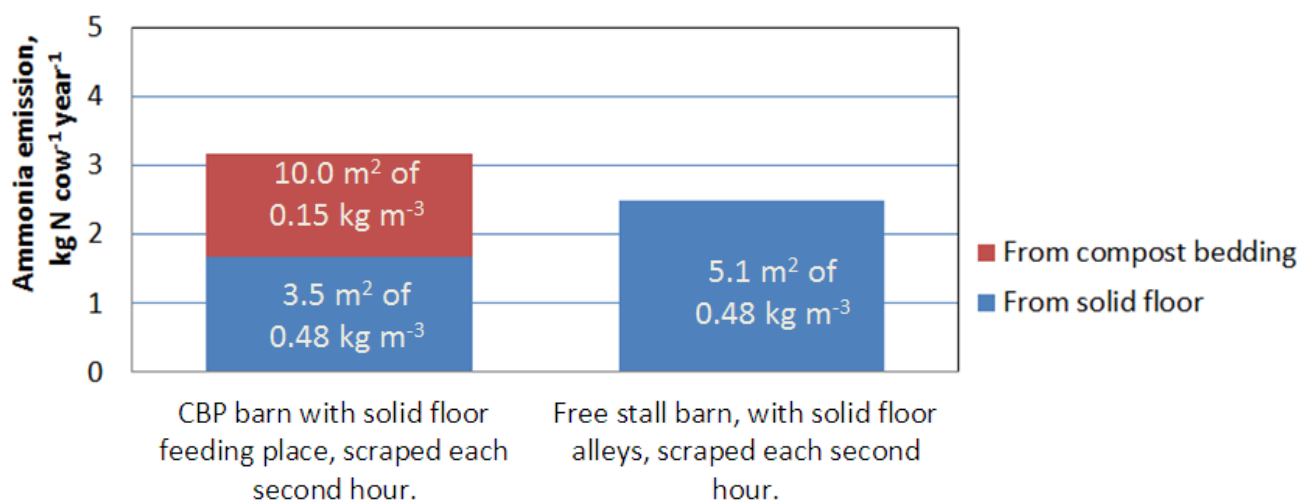 Ammonia emission,
kg N cow⁻¹ year⁻¹
5
4
3
2
1
0
10.0 m² of
0.15 kg m⁻³
3.5 m² of
0.48 kg m⁻³
5.1 m² of
0.48 kg m⁻³
From compost bedding
From solid floor
CBP barn with solid floor
feeding place, scraped each
second hour.
Free stall barn, with solid floor
alleys, scraped each second
hour.